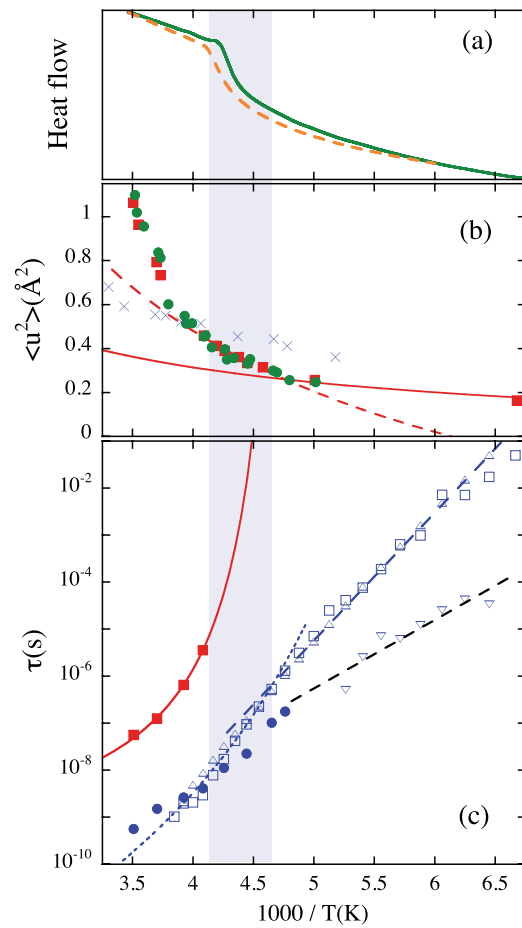 (a)
Heat flow
(b)
1
0.8
0.6
0.4
0.2
0
<u²>(Å²)
10⁻²
10⁻⁴
10⁻⁶
10⁻⁸
10⁻¹⁰
τ(s)
(c)
3.5 4 4.5 5 5.5 6 6.5
1000 / T(K)